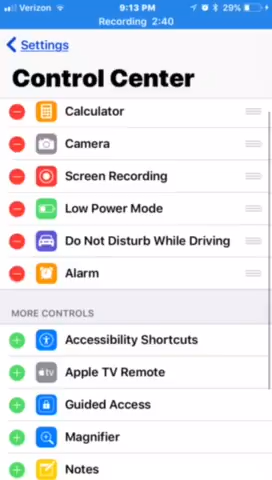 Verizon 9:13 PM 29%
Recording 2:40
Settings
Control Center
Calculator
Camera
Screen Recording
Low Power Mode
Do Not Disturb While Driving
Alarm
MORE CONTROLS
Accessibility Shortcuts
tv Apple TV Remote
Guided Access
Magnifier
Notes